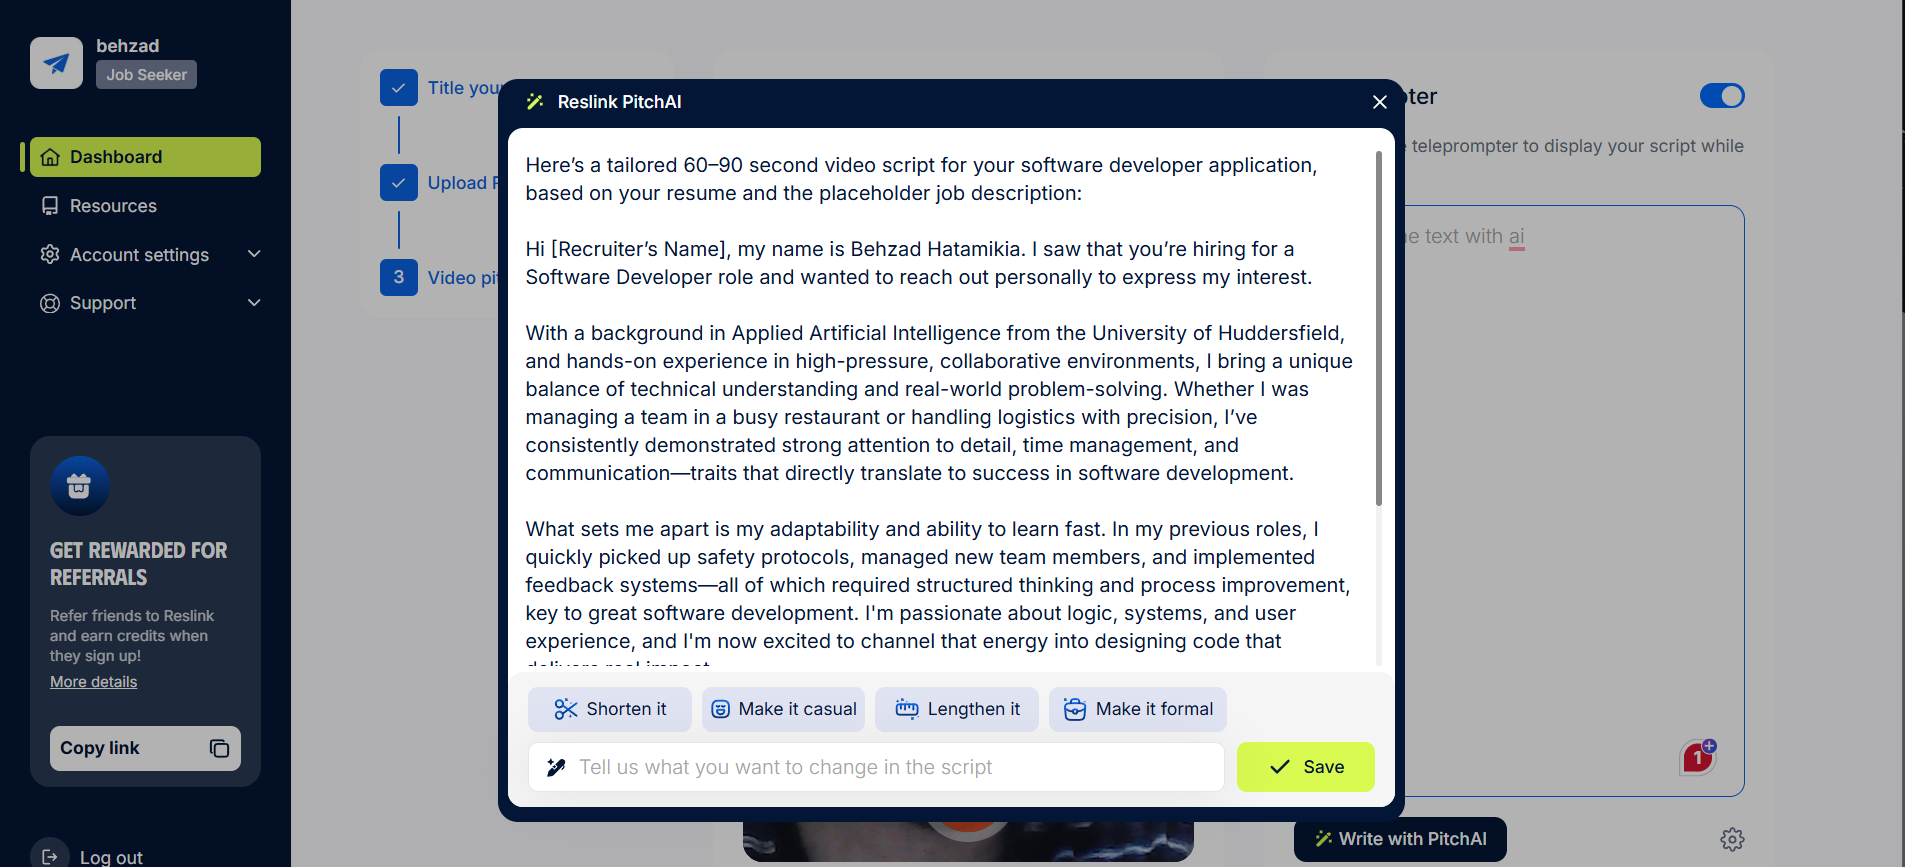 behzad
Job Seeker
Dashboard
Resources
Account settings
Support
GET REWARDED FOR
REFERRALS
Refer friends to Reslink
and earn credits when
they sign up!
More details
Copy link
Log out
Title you
Upload
3
Video pi
Reslink PitchAI
Here’s a tailored 60–90 second video script for your software developer application,
based on your resume and the placeholder job description:
Hi [Recruiter’s Name], my name is Behzad Hatamikia. I saw that you’re hiring for a
Software Developer role and wanted to reach out personally to express my interest.
With a background in Applied Artificial Intelligence from the University of Huddersfield,
and hands-on experience in high-pressure, collaborative environments, I bring a unique
balance of technical understanding and real-world problem-solving. Whether I was
managing a team in a busy restaurant or handling logistics with precision, I’ve
consistently demonstrated strong attention to detail, time management, and
communication—traits that directly translate to success in software development.
What sets me apart is my adaptability and ability to learn fast. In my previous roles, I
quickly picked up safety protocols, managed new team members, and implemented
feedback systems—all of which required structured thinking and process improvement,
key to great software development. I'm passionate about logic, systems, and user
experience, and I'm now excited to channel that energy into designing code that
delivers real impact.
Shorten it
Make it casual
Lengthen it
Make it formal
Tell us what you want to change in the script
Save
pter
teleprompter to display your script while
e text with ai
1
Write with PitchAI